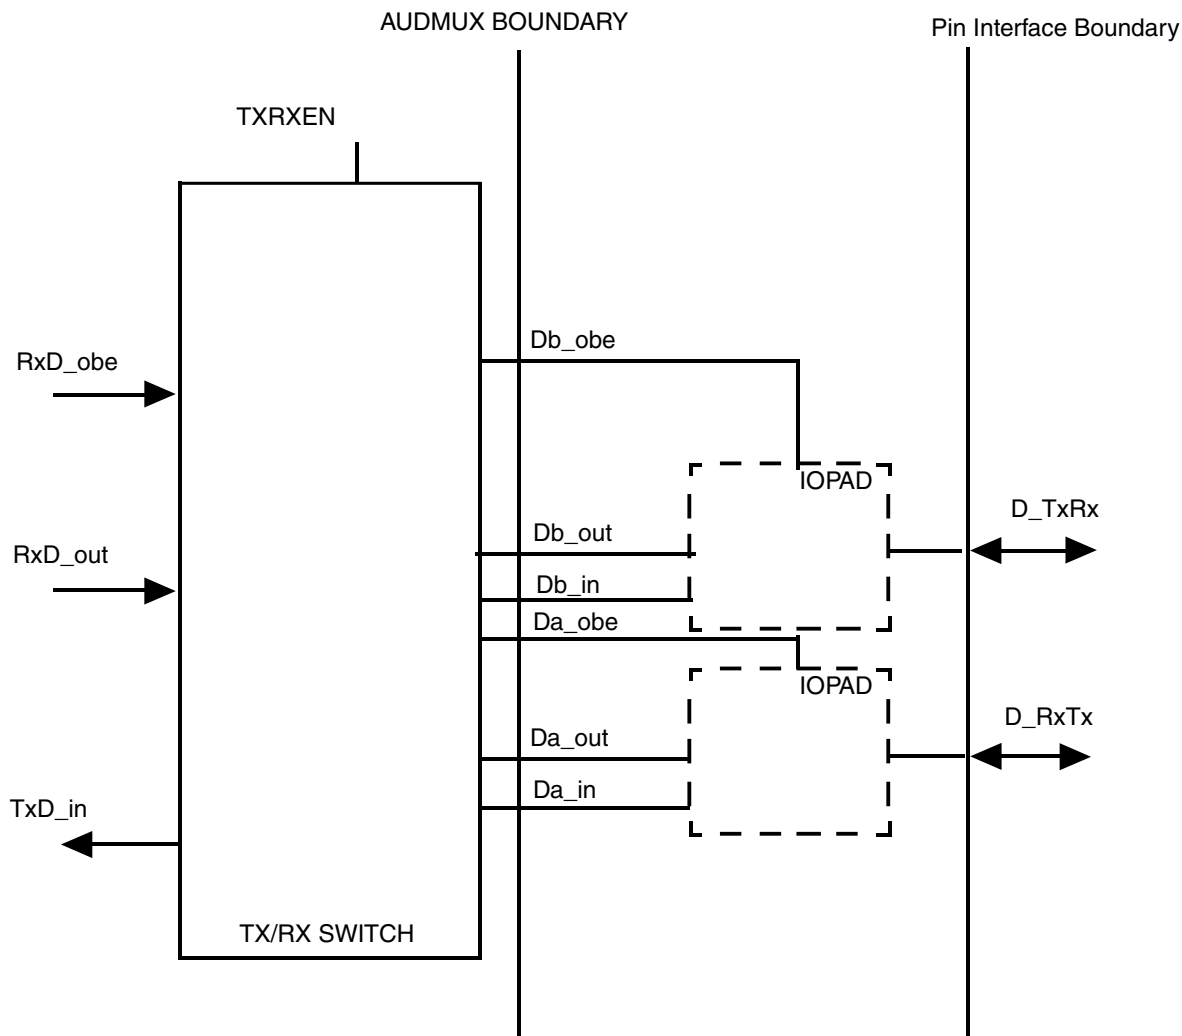 AUDMUX BOUNDARY
Pin Interface Boundary
TXRXEN
Db_obe
RxD_obe
IOPAD
D_TxRx
Db_out
RxD_out
Db_in
Da_obe
IOPAD
D_RxTx
Da_out
Da_in
TxD_in
TX/RX SWITCH